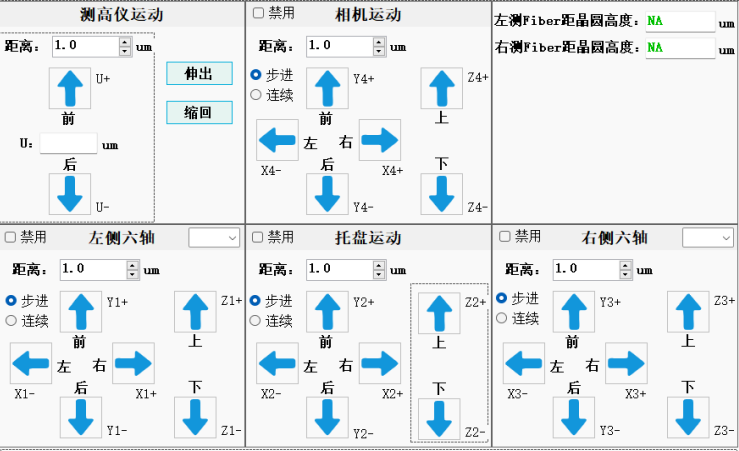 测高仪运动
距离： 1.0 um
U+
伸出
前
缩回
U： um
后
U-
禁用 相机运动
距离： 1.0 um
步进
连续
Y4+
Z4+
前
上
左 右
X4-
X4+
后
下
Y4-
Z4-
左测Fiber距晶圆高度： NA um
右测Fiber距晶圆高度： NA um
禁用 左侧六轴
距离： 1.0 um
步进
连续
Y1+
Z1+
前
上
左 右
X1-
X1+
后
下
Y1-
Z1-
禁用 托盘运动
距离： 1.0 um
步进
连续
Y2+
Z2+
前
上
左 右
X2-
X2+
后
下
Y2-
Z2-
禁用 右侧六轴
距离： 1.0 um
步进
连续
Y3+
Z3+
前
上
左 右
X3-
X3+
后
下
Y3-
Z3-